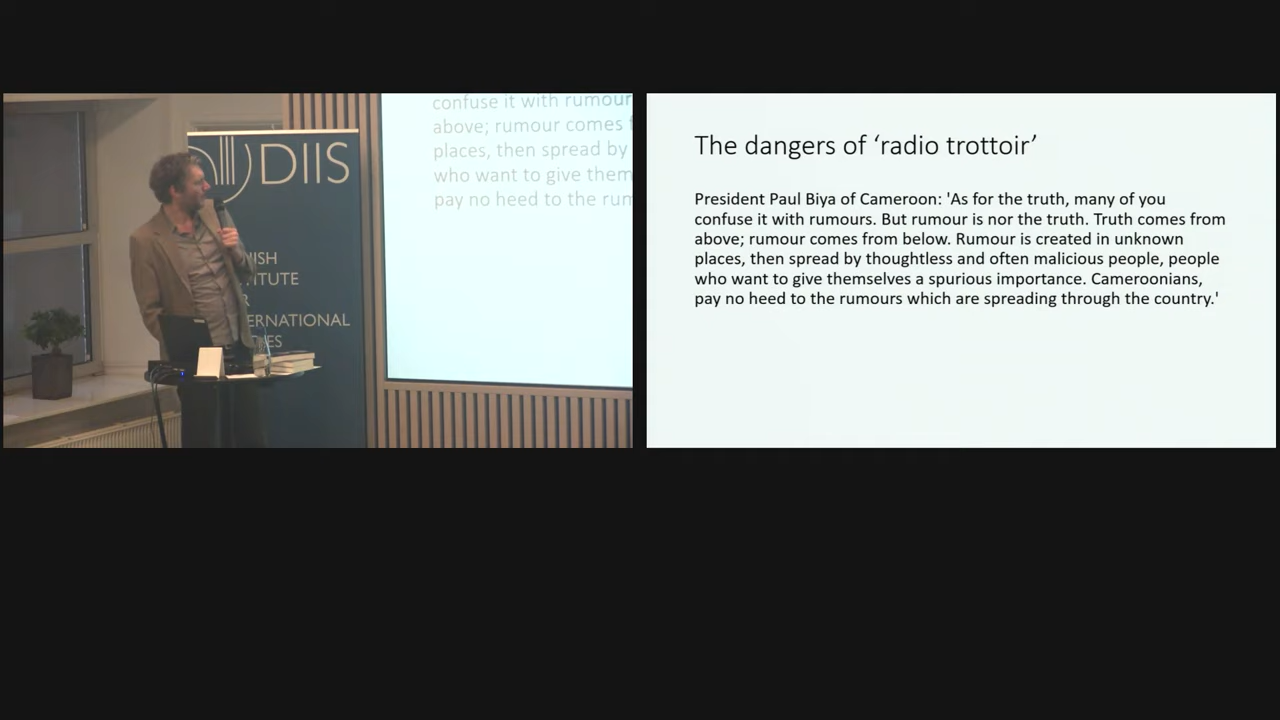 confuse it with rumour
above; rumour comes
places, then spread by
who want to give them
pay no heed to the rum
DIIS
ISH
ITUTE
R
ERNATIONAL
IES
The dangers of ‘radio trottoir’
President Paul Biya of Cameroon: 'As for the truth, many of you
confuse it with rumours. But rumour is nor the truth. Truth comes from
above; rumour comes from below. Rumour is created in unknown
places, then spread by thoughtless and often malicious people, people
who want to give themselves a spurious importance. Cameroonians,
pay no heed to the rumours which are spreading through the country.'